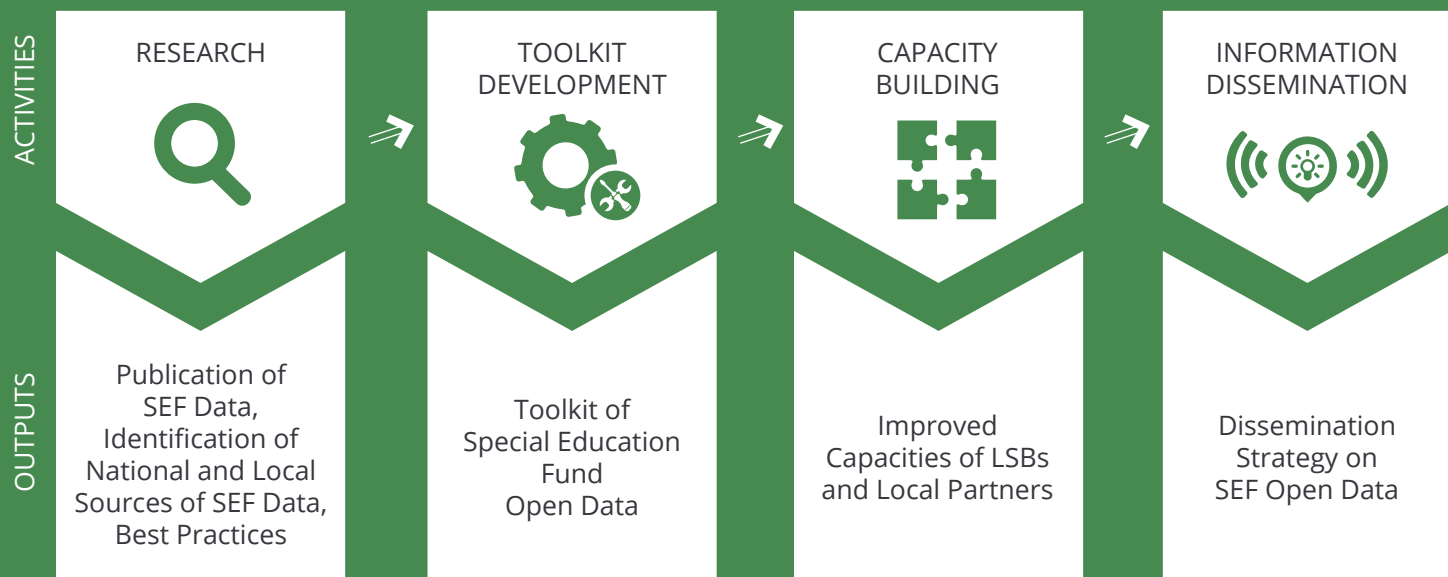 ACTIVITIES
RESEARCH
TOOLKIT
DEVELOPMENT
CAPACITY
BUILDING
INFORMATION
DISSEMINATION
OUTPUTS
Publication of
SEF Data,
Identification of
National and Local
Sources of SEF Data,
Best Practices
Toolkit of
Special Education
Fund
Open Data
Improved
Capacities of LSBs
and Local Partners
Dissemination
Strategy on
SEF Open Data